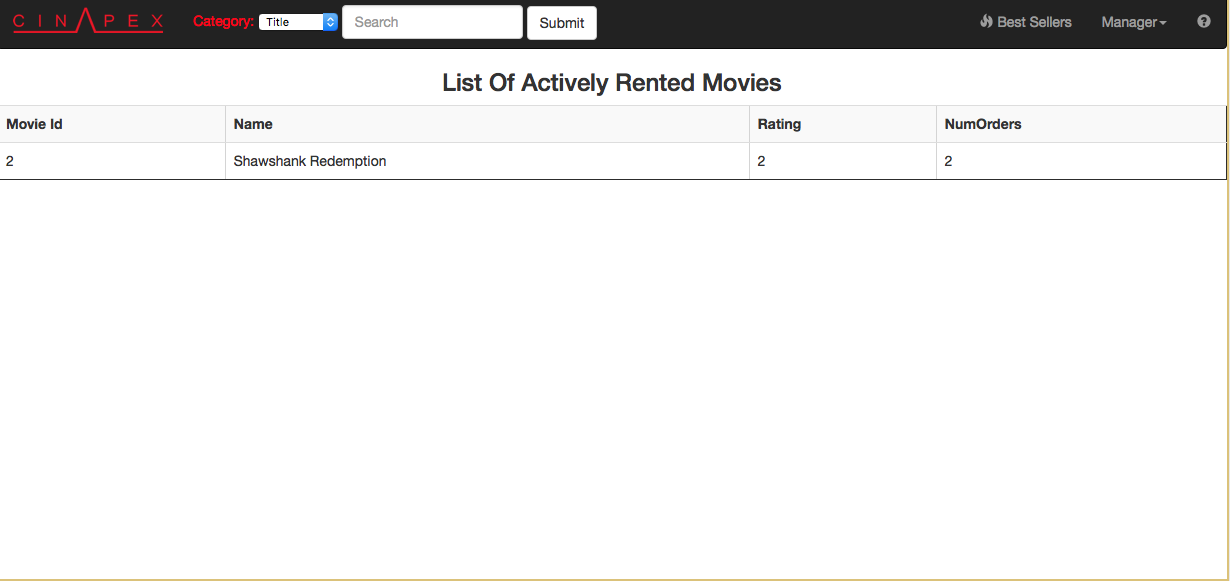 CINAPEX Category: Title Search Submit Best Sellers Manager
List Of Actively Rented Movies
Movie Id Name Rating NumOrders
2 Shawshank Redemption 2 2